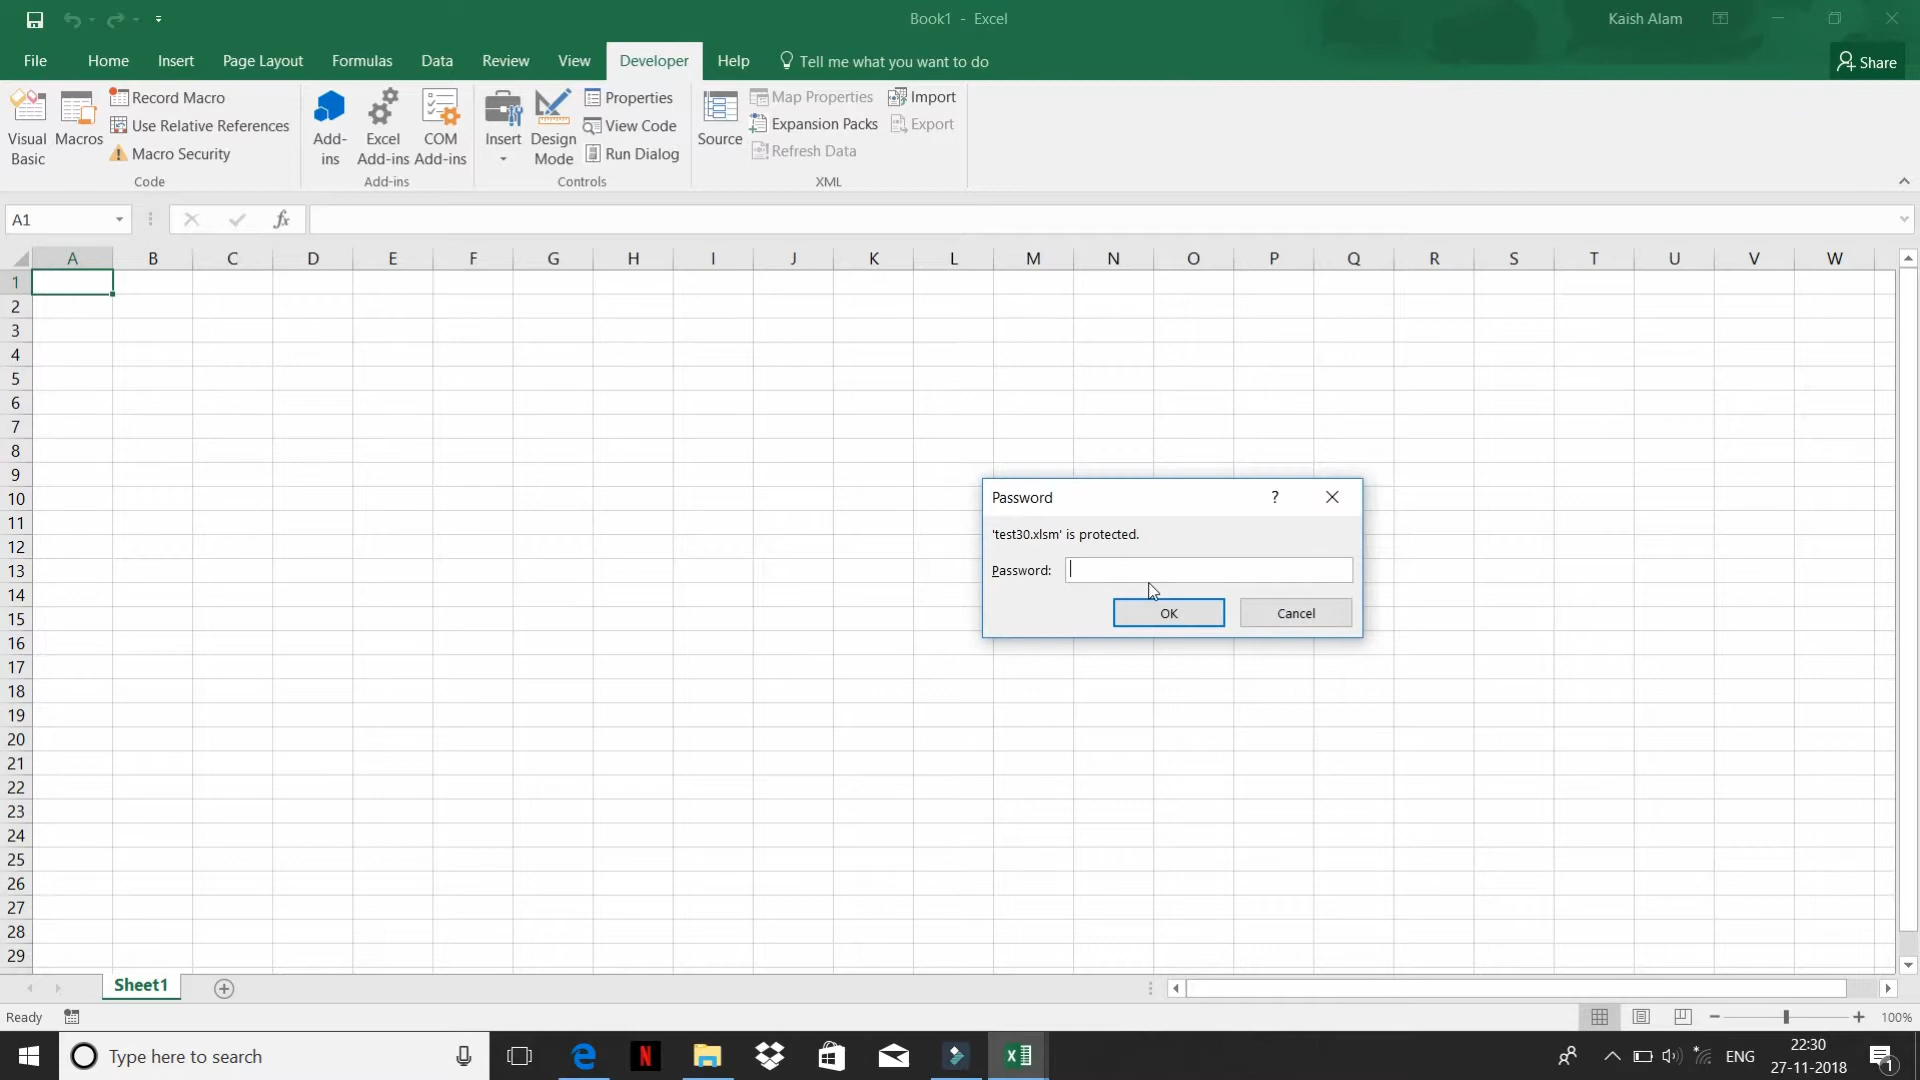 Book1 - Excel
Kaish Alam
File Home Insert Page Layout Formulas Data Review View Developer Help Tell me what you want to do Share
Visual Basic
Macros
Record Macro
Use Relative References
Macro Security
Code
Add-ins
Excel Add-ins
COM Add-ins
Add-ins
Insert
Design Mode
Properties
View Code
Run Dialog
Controls
Source
Map Properties
Expansion Packs
Refresh Data
Import
Export
XML
A1
fx
A B C D E F G H I J K L M N O P Q R S T U V W
1
2
3
4
5
6
7
8
9
10
11
12
13
14
15
16
17
18
19
20
21
22
23
24
25
26
27
28
29
Password ?
'test30.xlsm' is protected.
Password:
OK Cancel
Sheet1
Ready
100%
Type here to search
N
ENG
22:30
27-11-2018
1